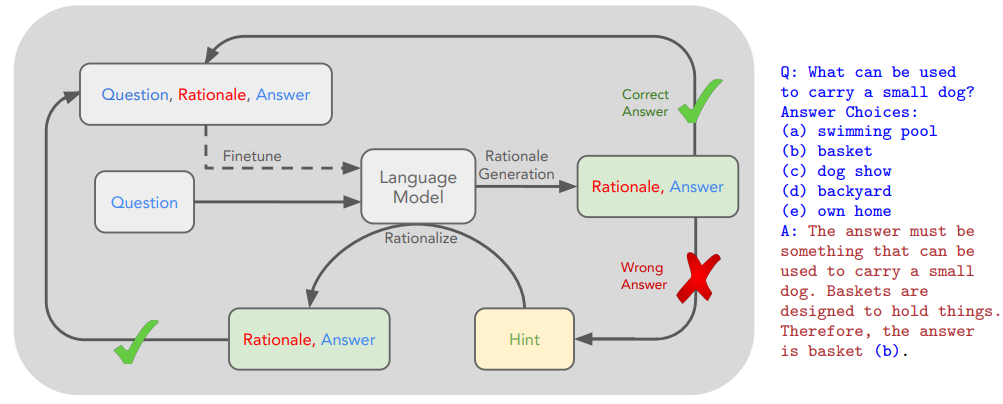 Question, Rationale, Answer
Correct
Answer
Finetune
Language
Model
Rationale
Generation
Rationale, Answer
Question
Rationalize
Wrong
Answer
Rationale, Answer
Hint
Q: What can be used
to carry a small dog?
Answer Choices:
(a) swimming pool
(b) basket
(c) dog show
(d) backyard
(e) own home
A: The answer must be
something that can be
used to carry a small
dog. Baskets are
designed to hold things.
Therefore, the answer
is basket (b).